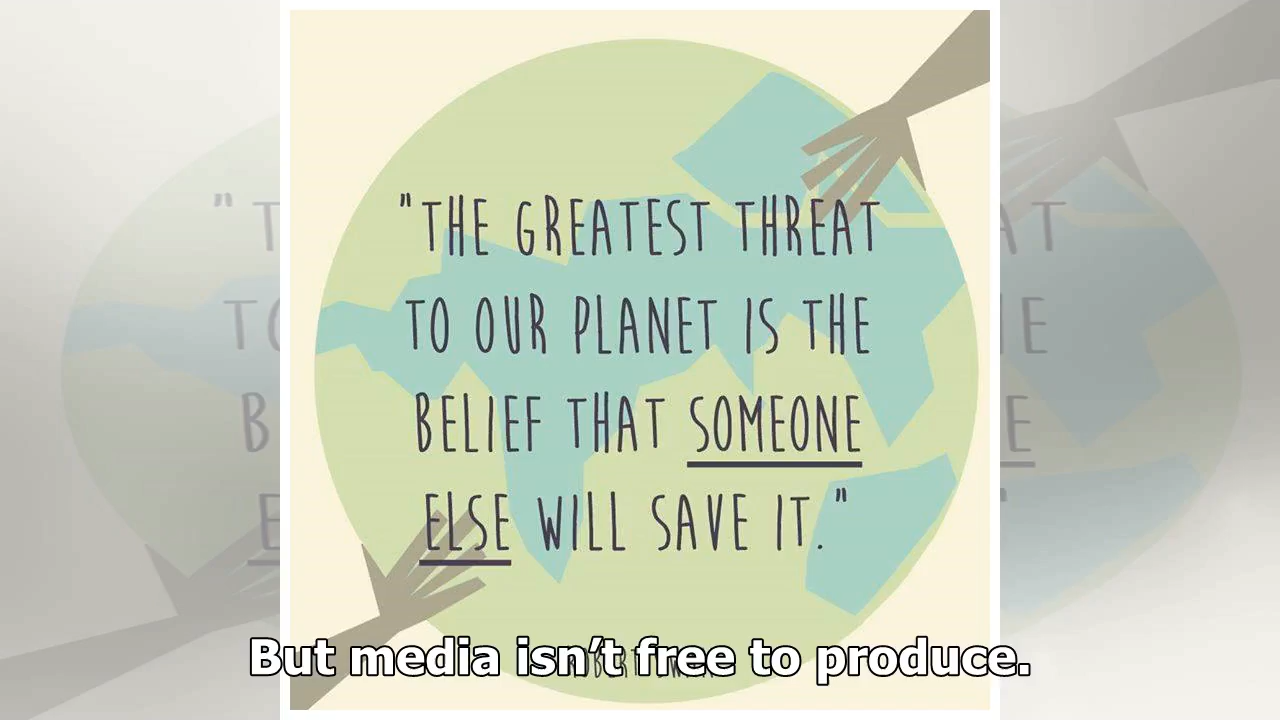 "THE GREATEST THREAT
TO OUR PLANET IS THE
BELIEF THAT SOMEONE
ELSE WILL SAVE IT."
But media isn't free to produce.